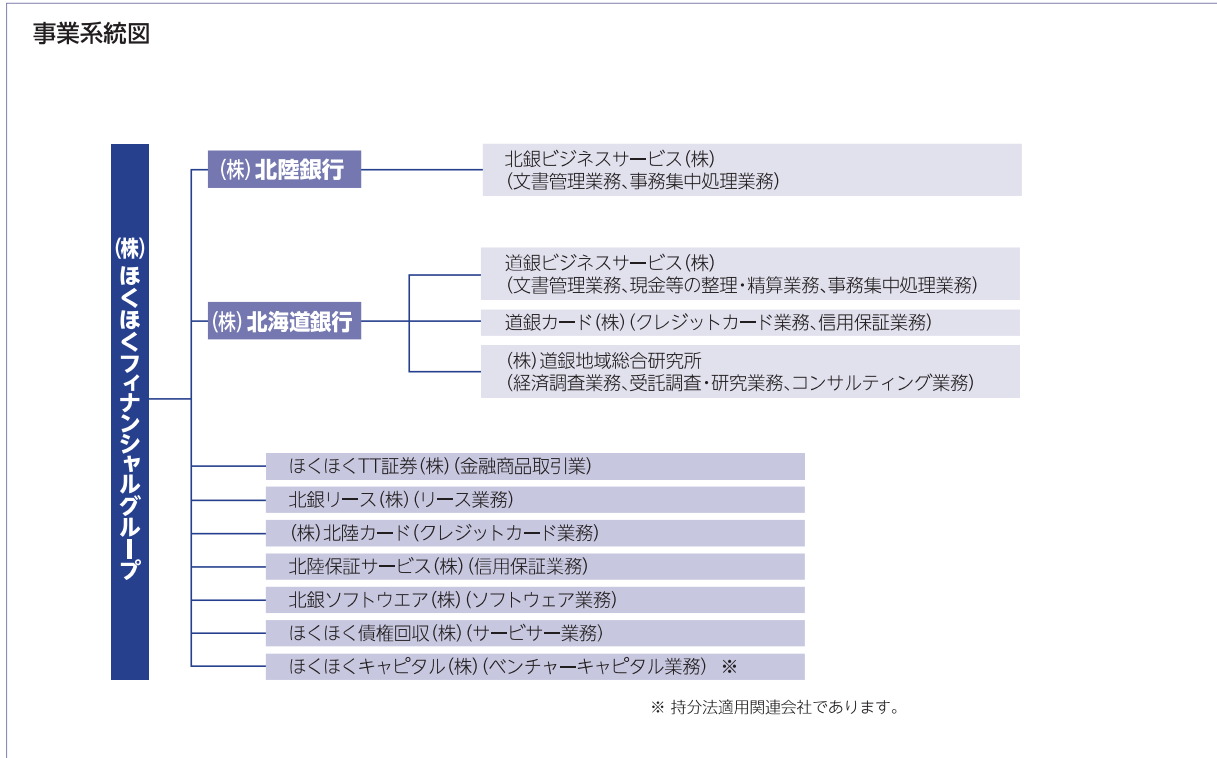 事業系統図
(株)ほくほくフィナンシャルグループ
(株)北陸銀行
北銀ビジネスサービス(株)
(文書管理業務、事務集中処理業務)
(株)北海道銀行
道銀ビジネスサービス(株)
(文書管理業務、現金等の整理・精算業務、事務集中処理業務)
道銀カード(株)(クレジットカード業務、信用保証業務)
(株)道銀地域総合研究所
(経済調査業務、受託調査・研究業務、コンサルティング業務)
ほくほくTT証券(株)(金融商品取引業)
北銀リース(株)(リース業務)
(株)北陸カード(クレジットカード業務)
北陸保証サービス(株)(信用保証業務)
北銀ソフトウエア(株)(ソフトウェア業務)
ほくほく債権回収(株)(サービサー業務)
ほくほくキャピタル(株)(ベンチャーキャピタル業務) ※
※ 持分法適用関連会社であります。